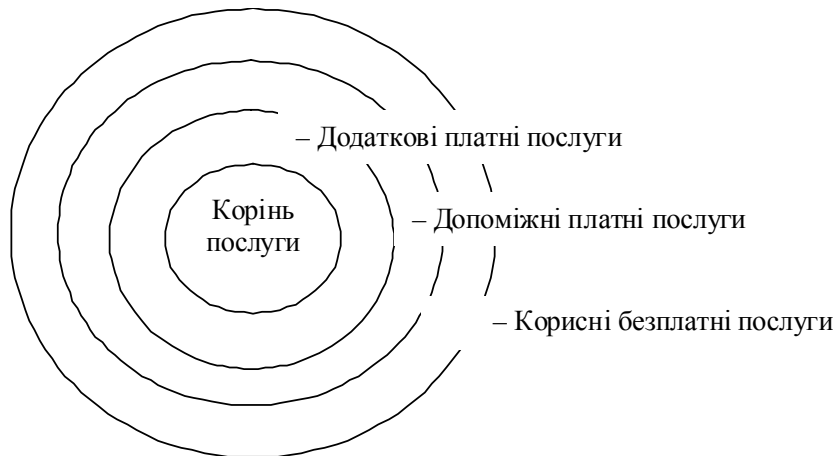 – Додаткові платні послуги
Корінь
послуги
– Допоміжні платні послуги
– Корисні безплатні послуги